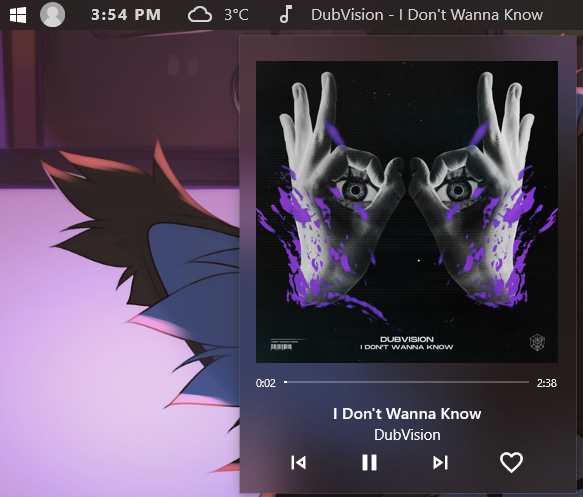 3:54 PM 3°C DubVision - I Don't Wanna Know
DUBVISION
I DON'T WANNA KNOW
0:02 2:38
I Don't Wanna Know
DubVision